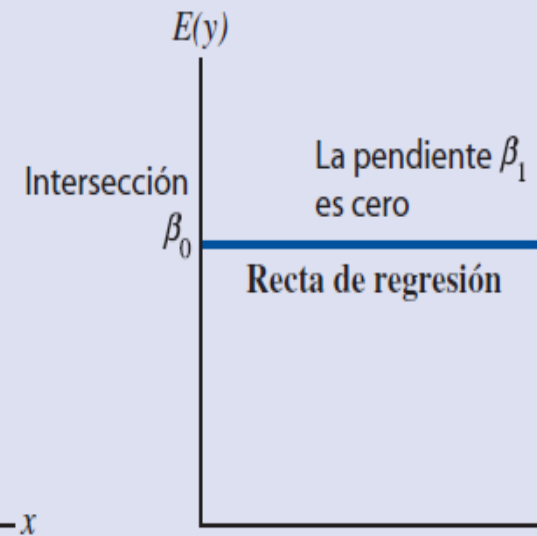 E(y)
Intersección
β₀
La pendiente β₁
es cero
Recta de regresión
x